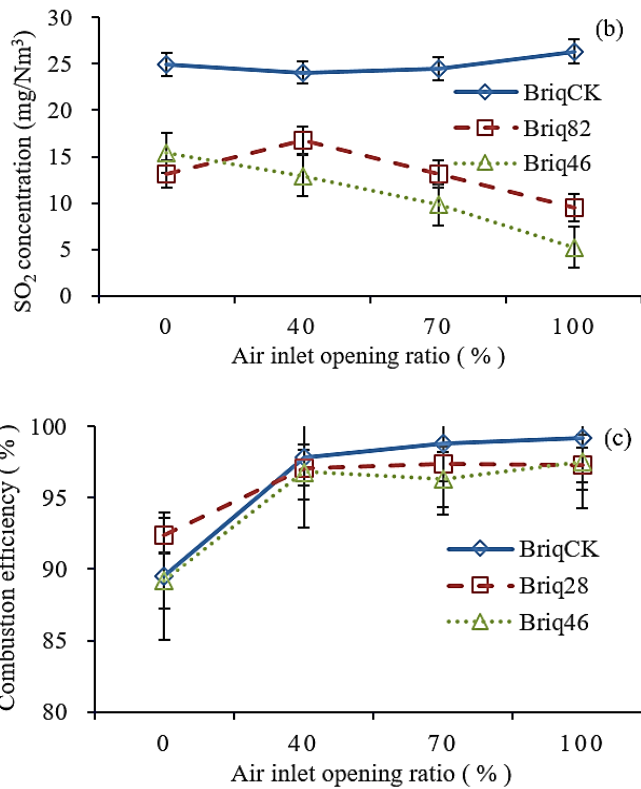 (b)
SO₂ concentration (mg/Nm³)
30
25
20
15
10
5
0
BriqCK
Briq82
Briq46
0 40 70 100
Air inlet opening ratio ( % )
(c)
Combustion efficiency ( % )
100
95
90
85
80
BriqCK
Briq28
Briq46
0 40 70 100
Air inlet opening ratio ( % )